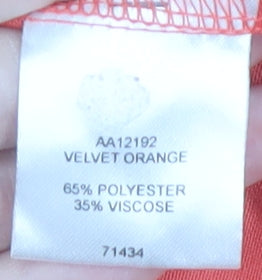 AA12192
VELVET ORANGE
65% POLYESTER
35% VISCOSE
71434